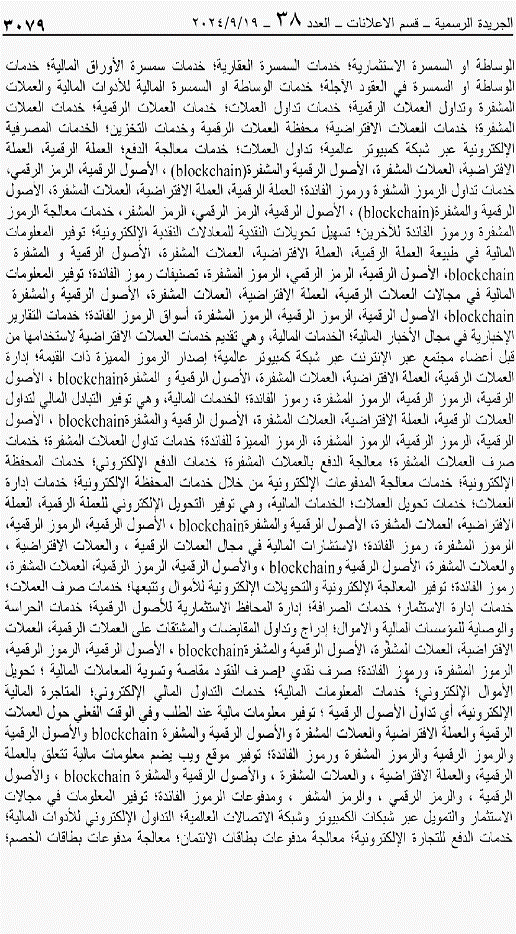 الجريدة الرسمية – قسم الاعلانات – العدد ٣٨ – ٢٠٢٤/٩/١٩ ٣٠٧٩
الوساطة او السمسرة الاستثمارية؛ خدمات السمسرة العقارية؛ خدمات سمسرة الأوراق المالية؛ خدمات
الوساطة او السمسرة في العقود الآجلة؛ خدمات الوساطة او السمسرة المالية للأدوات المالية والعملات
المشفرة وتداول العملات الرقمية؛ خدمات تداول العملات؛ خدمات العملات الرقمية؛ خدمات العملات
المشفرة؛ خدمات العملات الافتراضية؛ محفظة العملات الرقمية وخدمات التخزين؛ الخدمات المصرفية
الإلكترونية عبر شبكة كمبيوتر عالمية؛ تداول العملات؛ خدمات معالجة الدفع؛ العملة الرقمية، العملة
الافتراضية، العملات المشفرة، الأصول الرقمية والمشفرة(blockchain) ، الأصول الرقمية، الرمز الرقمي،
خدمات تداول الرموز المشفرة ورموز الفائدة؛ العملة الرقمية، العملة الافتراضية، العملات المشفرة، الاصول
الرقمية والمشفرة(blockchain) ، الأصول الرقمية، الرمز الرقمي، الرمز المشفر، خدمات معالجة الرموز
المشفرة ورموز الفائدة للاخرين؛ تسهيل تحويلات النقدية للمعادلات النقدية الإلكترونية؛ توفير المعلومات
المالية في طبيعة العملة الرقمية، العملة الافتراضية، العملات المشفرة، الأصول الرقمية و المشفرة
blockchain، الأصول الرقمية، الرمز الرقمي، الرموز المشفرة، تصنيفات رموز الفائدة؛ توفير المعلومات
المالية في مجالات العملات الرقمية، العملة الافتراضية، العملات المشفرة، الأصول الرقمية والمشفرة
blockchain، الأصول الرقمية، الرموز الرقمية، الرموز المشفرة، أسواق الرموز الفائدة؛ خدمات التقارير
الإخبارية في مجال الأخبار المالية؛ الخدمات المالية، وهي تقديم خدمات العملات الافتراضية لاستخدامها من
قبل أعضاء مجتمع عبر الإنترنت عبر شبكة كمبيوتر عالمية؛ إصدار الرموز المميزة ذات القيمة؛ إدارة
العملات الرقمية، العملة الافتراضية، العملات المشفرة، الأصول الرقمية و المشفرةblockchain ، الأصول
الرقمية، الرموز الرقمية، الرموز المشفرة، رموز الفائدة؛ الخدمات المالية، وهي توفير التبادل المالي لتداول
العملات الرقمية، العملة الافتراضية، العملات المشفرة، الأصول الرقمية والمشفرةblockchain ، الاصول
الرقمية، الرموز الرقمية، الرموز المشفرة، الرموز المميزة للفائدة؛ خدمات تداول العملات المشفرة؛ خدمات
صرف العملات المشفرة؛ معالجة الدفع بالعملات المشفرة؛ خدمات الدفع الإلكتروني؛ خدمات المحفظة
الإلكترونية؛ خدمات معالجة المدفوعات الإلكترونية من خلال خدمات المحفظة الإلكترونية؛ خدمات إدارة
العملات؛ خدمات تحويل العملات؛ الخدمات المالية، وهي توفير التحويل الإلكتروني للعملة الرقمية، العملة
الافتراضية، العملات المشفرة، الأصول الرقمية والمشفرةblockchain ، الأصول الرقمية، الرموز الرقمية،
الرموز المشفرة، رموز الفائدة؛ الاستشارات المالية في مجال العملات الرقمية ، والعملات الافتراضية ،
والعملات المشفرة، الأصول الرقمية وblockchain ، والأصول الرقمية، الرموز الرقمية، العملات المشفرة،
رموز الفائدة؛ توفير المعالجة الإلكترونية والتحويلات الإلكترونية للأموال وتتبعها؛ خدمات صرف العملات؛
خدمات إدارة الاستثمار؛ خدمات الصرافة؛ إدارة المحافظ الاستثمارية للأصول الرقمية؛ خدمات الحراسة
والوصاية للمؤسسات المالية والاموال؛ إدراج وتداول المقايضات والمشتقات على العملات الرقمية، العملات
الافتراضية، العملات المشفرة، الأصول الرقمية والمشفرةblockchain ، الأصول الرقمية، الرموز الرقمية،
الرموز المشفرة، ورموز الفائدة؛ صرف نقدي Pصرف النقود مقاصة وتسوية المعاملات المالية ؛ تحويل
الأموال الإلكتروني؛ خدمات المعلومات المالية؛ خدمات التداول المالي الإلكتروني؛ المتاجرة المالية
الإلكترونية، أي تداول الأصول الرقمية ؛ توفير معلومات مالية عند الطلب وفي الوقت الفعلي حول العملات
الرقمية والعملة الافتراضية والعملات المشفرة والأصول الرقمية والمشفرة blockchain والأصول الرقمية
والرموز الرقمية والرموز المشفرة ورموز الفائدة؛ توفير موقع ويب يضم معلومات مالية تتعلق بالعملة
الرقمية، والعملة الافتراضية ، والعملات المشفرة ، والأصول الرقمية والمشفرة blockchain ، والأصول
الرقمية ، والرمز الرقمي ، والرمز المشفر ، ومدفوعات الرموز الفائدة؛ توفير المعلومات في مجالات
الاستثمار والتمويل عبر شبكات الكمبيوتر وشبكة الاتصالات العالمية؛ التداول الإلكتروني للأدوات المالية؛
خدمات الدفع للتجارة الإلكترونية؛ معالجة مدفوعات بطاقات الائتمان؛ معالجة مدفوعات بطاقات الخصم؛